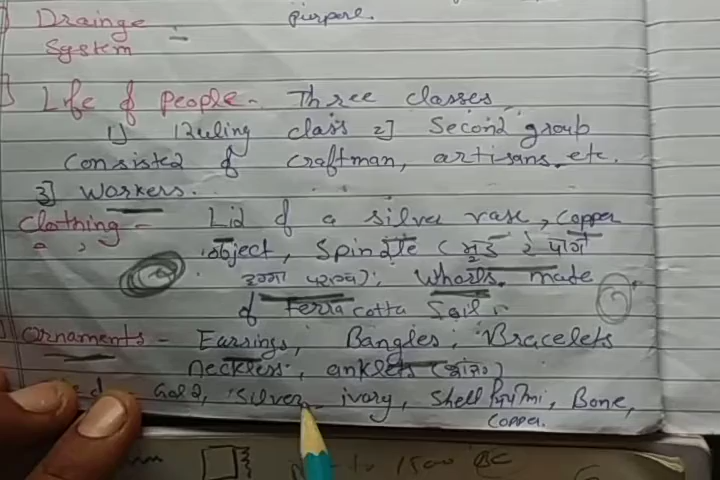 Drainge purpore.
System =
Life of people - Three classes
1) Ruling class 2] Second group
consisted of craftman, artisans. etc.
3] workers.
Clothing - Lid of a silver vase, copper
object, Spindle (
): Whorls. made
of Terracotta Soil.
ornaments - Earrings, Bangles, Bracelets
neckless, anklets (
Gold, silver ivary, shell Bone,
copper.
1500 BC